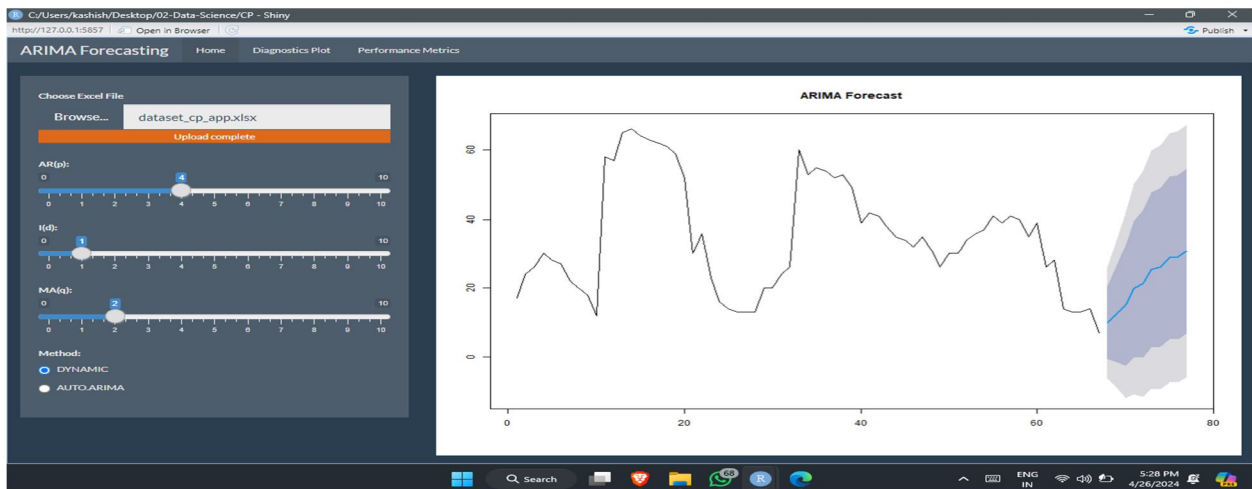 C:/Users/kashish/Desktop/02-Data-Science/CP - Shiny
http://127.0.0.1:5857 Open in Browser
Publish
ARIMA Forecasting Home Diagnostics Plot Performance Metrics
Choose Excel File
Browse... dataset_cp_app.xlsx
Upload complete
AR(p):
0 4 10
0 1 2 3 4 5 6 7 8 9 10
I(d):
0 1 10
0 1 2 3 4 5 6 7 8 9 10
MA(q):
0 2 10
0 1 2 3 4 5 6 7 8 9 10
Method:
DYNAMIC
AUTO.ARIMA
ARIMA Forecast
60
40
20
0
0 20 40 60 80
Search
68
R
ENG
IN
5:28 PM
4/26/2024